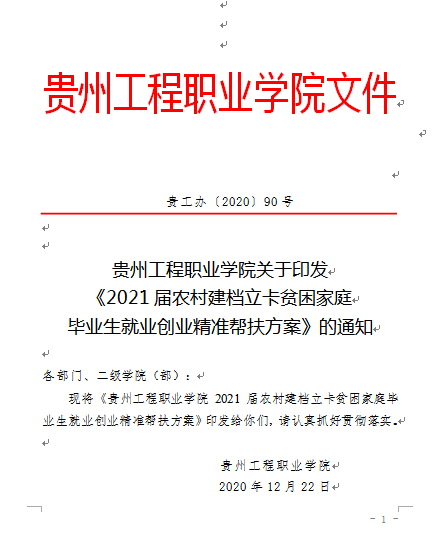 贵州工程职业学院文件
贵工办〔2020〕90号
贵州工程职业学院关于印发
《2021届农村建档立卡贫困家庭
毕业生就业创业精准帮扶方案》的通知
各部门、二级学院（部）：
现将《贵州工程职业学院 2021 届农村建档立卡贫困家庭毕
业生就业创业精准帮扶方案》印发给你们，请认真抓好贯彻落实。
贵州工程职业学院
2020年12月22日
- 1 -